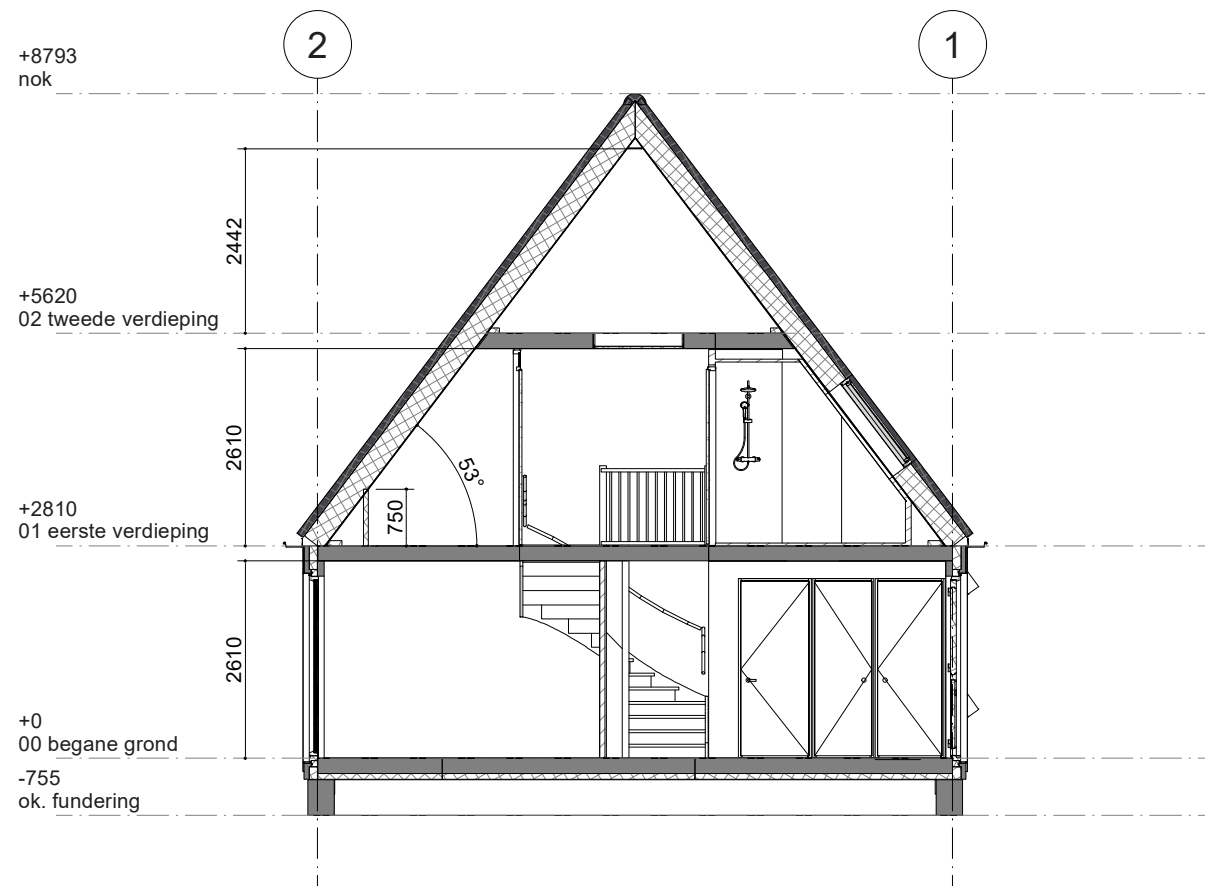 2
1
+8793
nok
2442
+5620
02 tweede verdieping
2610
53°
750
+2810
01 eerste verdieping
2610
+0
00 begane grond
-755
ok. fundering